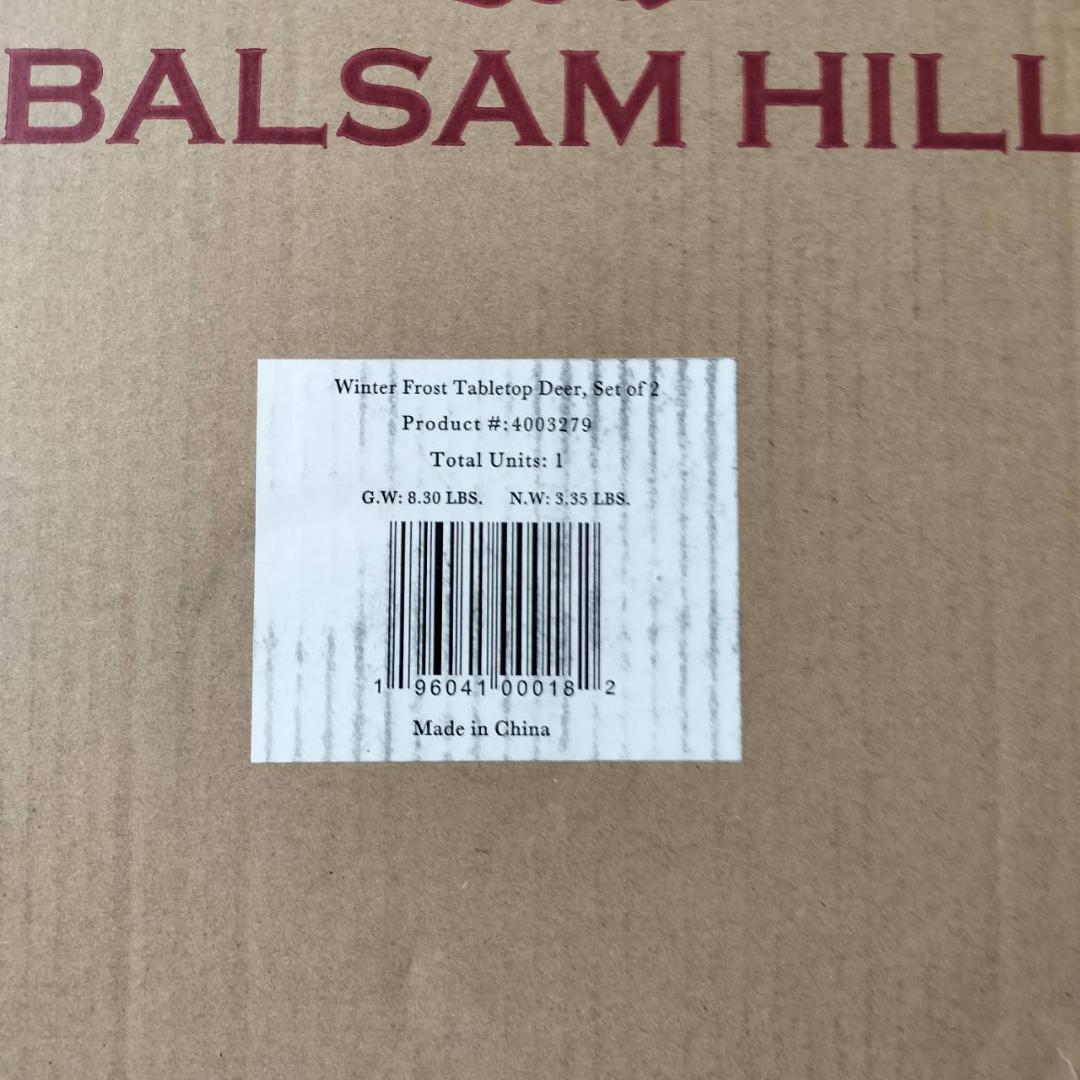 BALSAM HILL
Winter Frost Tabletop Deer, Set of 2
Product #:4003279
Total Units: 1
G.W: 8.30 LBS. N.W: 3.35 LBS.
1 96041 00018 2
Made in China